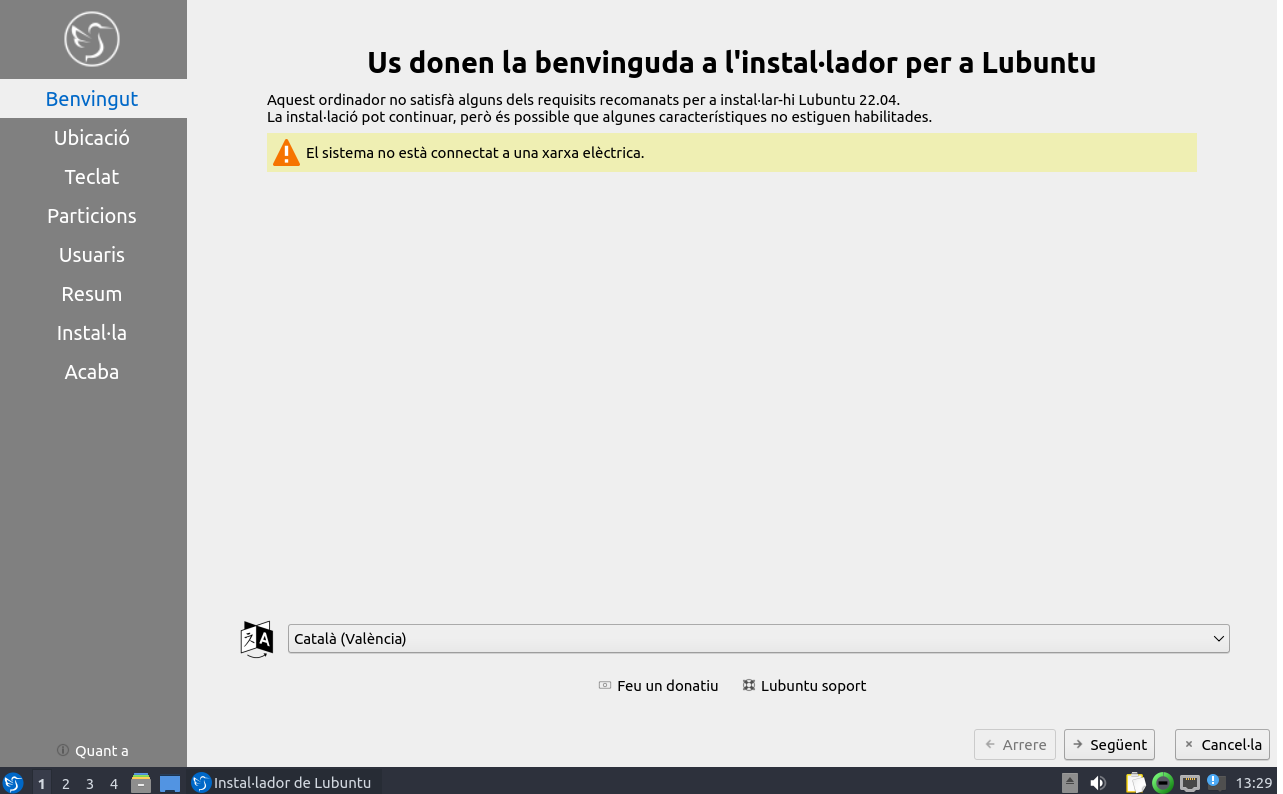 Benvingut
Ubicació
Teclat
Particions
Usuaris
Resum
Instal·la
Acaba
Quant a
Us donen la benvinguda a l'instal·lador per a Lubuntu
Aquest ordinador no satisfà alguns dels requisits recomanats per a instal·lar-hi Lubuntu 22.04.
La instal·lació pot continuar, però és possible que algunes característiques no estiguen habilitades.
El sistema no està connectat a una xarxa elèctrica.
Català (València)
Feu un donatiu Lubuntu soport
Arrere Següent Cancel·la
1 2 3 4 Instal·lador de Lubuntu 13:29